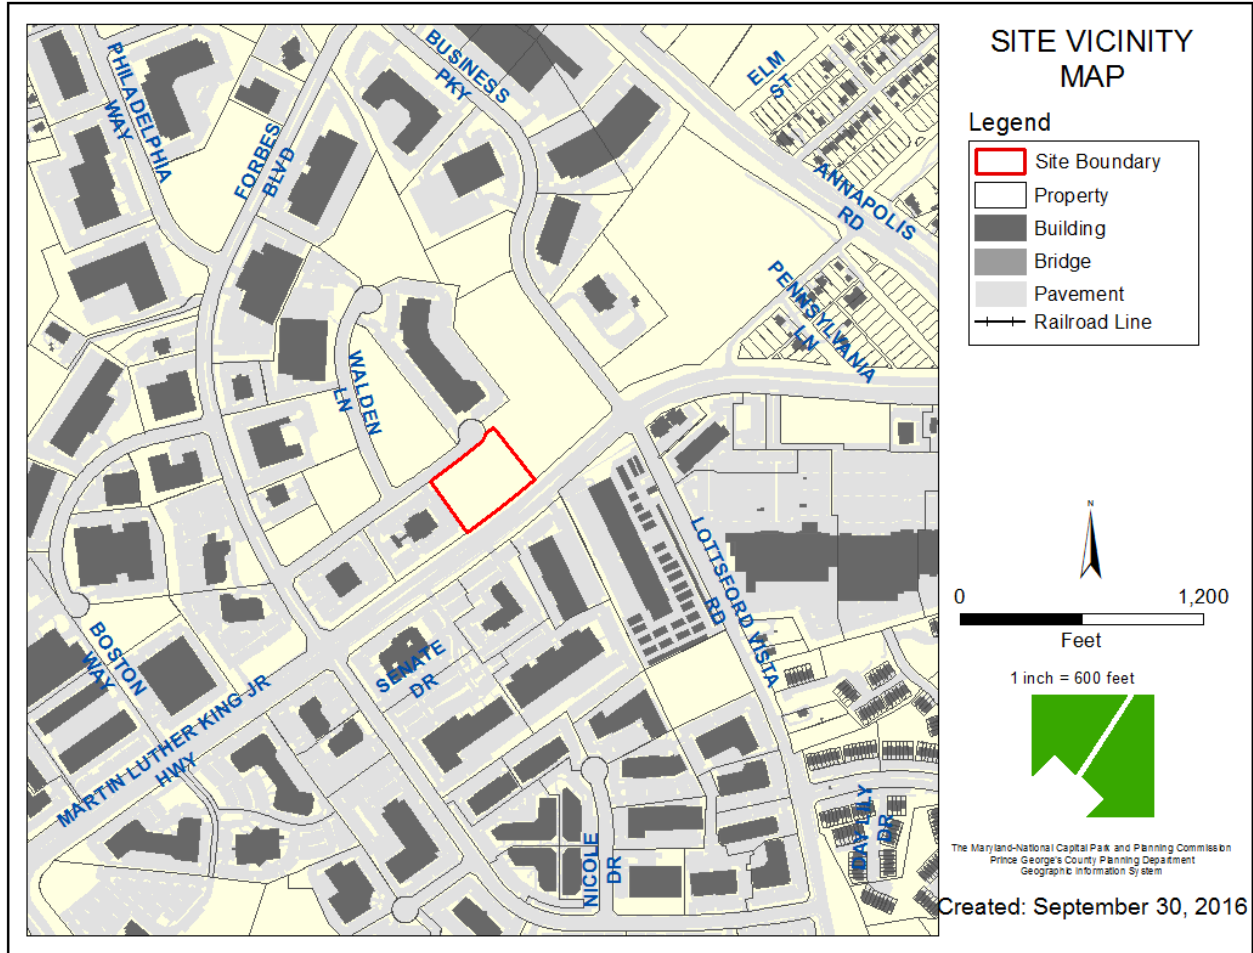 SITE VICINITY
MAP
Legend
Site Boundary
Property
Building
Bridge
Pavement
Railroad Line
N
0 1,200
Feet
1 inch = 600 feet
The Maryland-National Capital Park and Planning Commission
Prince George's County Planning Department
Geographic Information System
Created: September 30, 2016
PHILADELPHIA
WAY
FORBES
BLVD
BUSINESS
PKY
ELM
ST
ANNAPOLIS
RD
PENNSYLVANIA
LN
WALDEN
LN
LOTTSFORD VISTA
RD
BOSTON
WAY
SENATE
DR
MARTIN LUTHER KING JR
HWY
NICOLE
DR
DAY LILY
DR